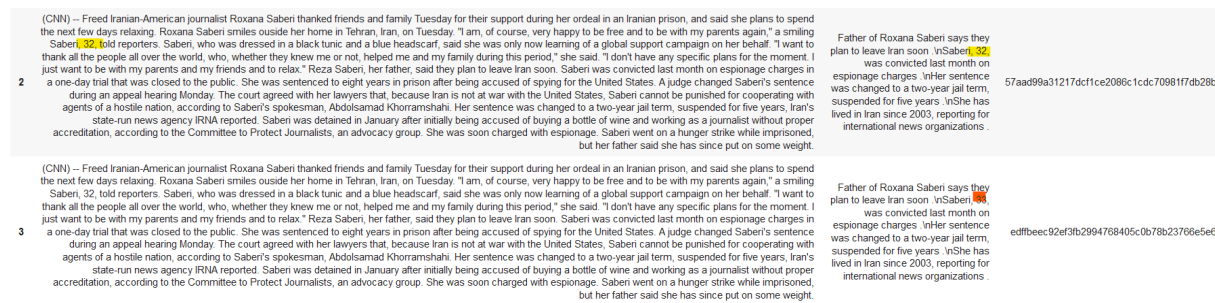 (CNN) -- Freed Iranian-American journalist Roxana Saberi thanked friends and family Tuesday for their support during her ordeal in an Iranian prison, and said she plans to spend
the next few days relaxing. Roxana Saberi smiles ouside her home in Tehran, Iran, on Tuesday. "I am, of course, very happy to be free and to be with my parents again," a smiling
Saberi, 32, told reporters. Saberi, who was dressed in a black tunic and a blue headscarf, said she was only now learning of a global support campaign on her behalf. "I want to
thank all the people all over the world, who, whether they knew me or not, helped me and my family during this period," she said. "I don't have any specific plans for the moment. I
just want to be with my parents and my friends and to relax." Reza Saberi, her father, said they plan to leave Iran soon. Saberi was convicted last month on espionage charges in
2 a one-day trial that was closed to the public. She was sentenced to eight years in prison after being accused of spying for the United States. A judge changed Saberi's sentence
during an appeal hearing Monday. The court agreed with her lawyers that, because Iran is not at war with the United States, Saberi cannot be punished for cooperating with
agents of a hostile nation, according to Saberi's spokesman, Abdolsamad Khorramshahi. Her sentence was changed to a two-year jail term, suspended for five years, Iran's
state-run news agency IRNA reported. Saberi was detained in January after initially being accused of buying a bottle of wine and working as a journalist without proper
accreditation, according to the Committee to Protect Journalists, an advocacy group. She was soon charged with espionage. Saberi went on a hunger strike while imprisoned,
but her father said she has since put on some weight.
Father of Roxana Saberi says they
plan to leave Iran soon .\nSaberi, 32,
was convicted last month on
espionage charges .\nHer sentence
was changed to a two-year jail term,
suspended for five years .\nShe has
lived in Iran since 2003, reporting for
international news organizations .
57aad99a31217dcf1ce2086c1cdc70981f7db28b
(CNN) -- Freed Iranian-American journalist Roxana Saberi thanked friends and family Tuesday for their support during her ordeal in an Iranian prison, and said she plans to spend
the next few days relaxing. Roxana Saberi smiles ouside her home in Tehran, Iran, on Tuesday. "I am, of course, very happy to be free and to be with my parents again," a smiling
Saberi, 32, told reporters. Saberi, who was dressed in a black tunic and a blue headscarf, said she was only now learning of a global support campaign on her behalf. "I want to
thank all the people all over the world, who, whether they knew me or not, helped me and my family during this period," she said. "I don't have any specific plans for the moment. I
just want to be with my parents and my friends and to relax." Reza Saberi, her father, said they plan to leave Iran soon. Saberi was convicted last month on espionage charges in
3 a one-day trial that was closed to the public. She was sentenced to eight years in prison after being accused of spying for the United States. A judge changed Saberi's sentence
during an appeal hearing Monday. The court agreed with her lawyers that, because Iran is not at war with the United States, Saberi cannot be punished for cooperating with
agents of a hostile nation, according to Saberi's spokesman, Abdolsamad Khorramshahi. Her sentence was changed to a two-year jail term, suspended for five years, Iran's
state-run news agency IRNA reported. Saberi was detained in January after initially being accused of buying a bottle of wine and working as a journalist without proper
accreditation, according to the Committee to Protect Journalists, an advocacy group. She was soon charged with espionage. Saberi went on a hunger strike while imprisoned,
but her father said she has since put on some weight.
Father of Roxana Saberi says they
plan to leave Iran soon .\nSaberi, 33,
was convicted last month on
espionage charges .\nHer sentence
was changed to a two-year jail term,
suspended for five years .\nShe has
lived in Iran since 2003, reporting for
international news organizations .
edffbeec92ef3fb2994768405c0b78b23766e5e6